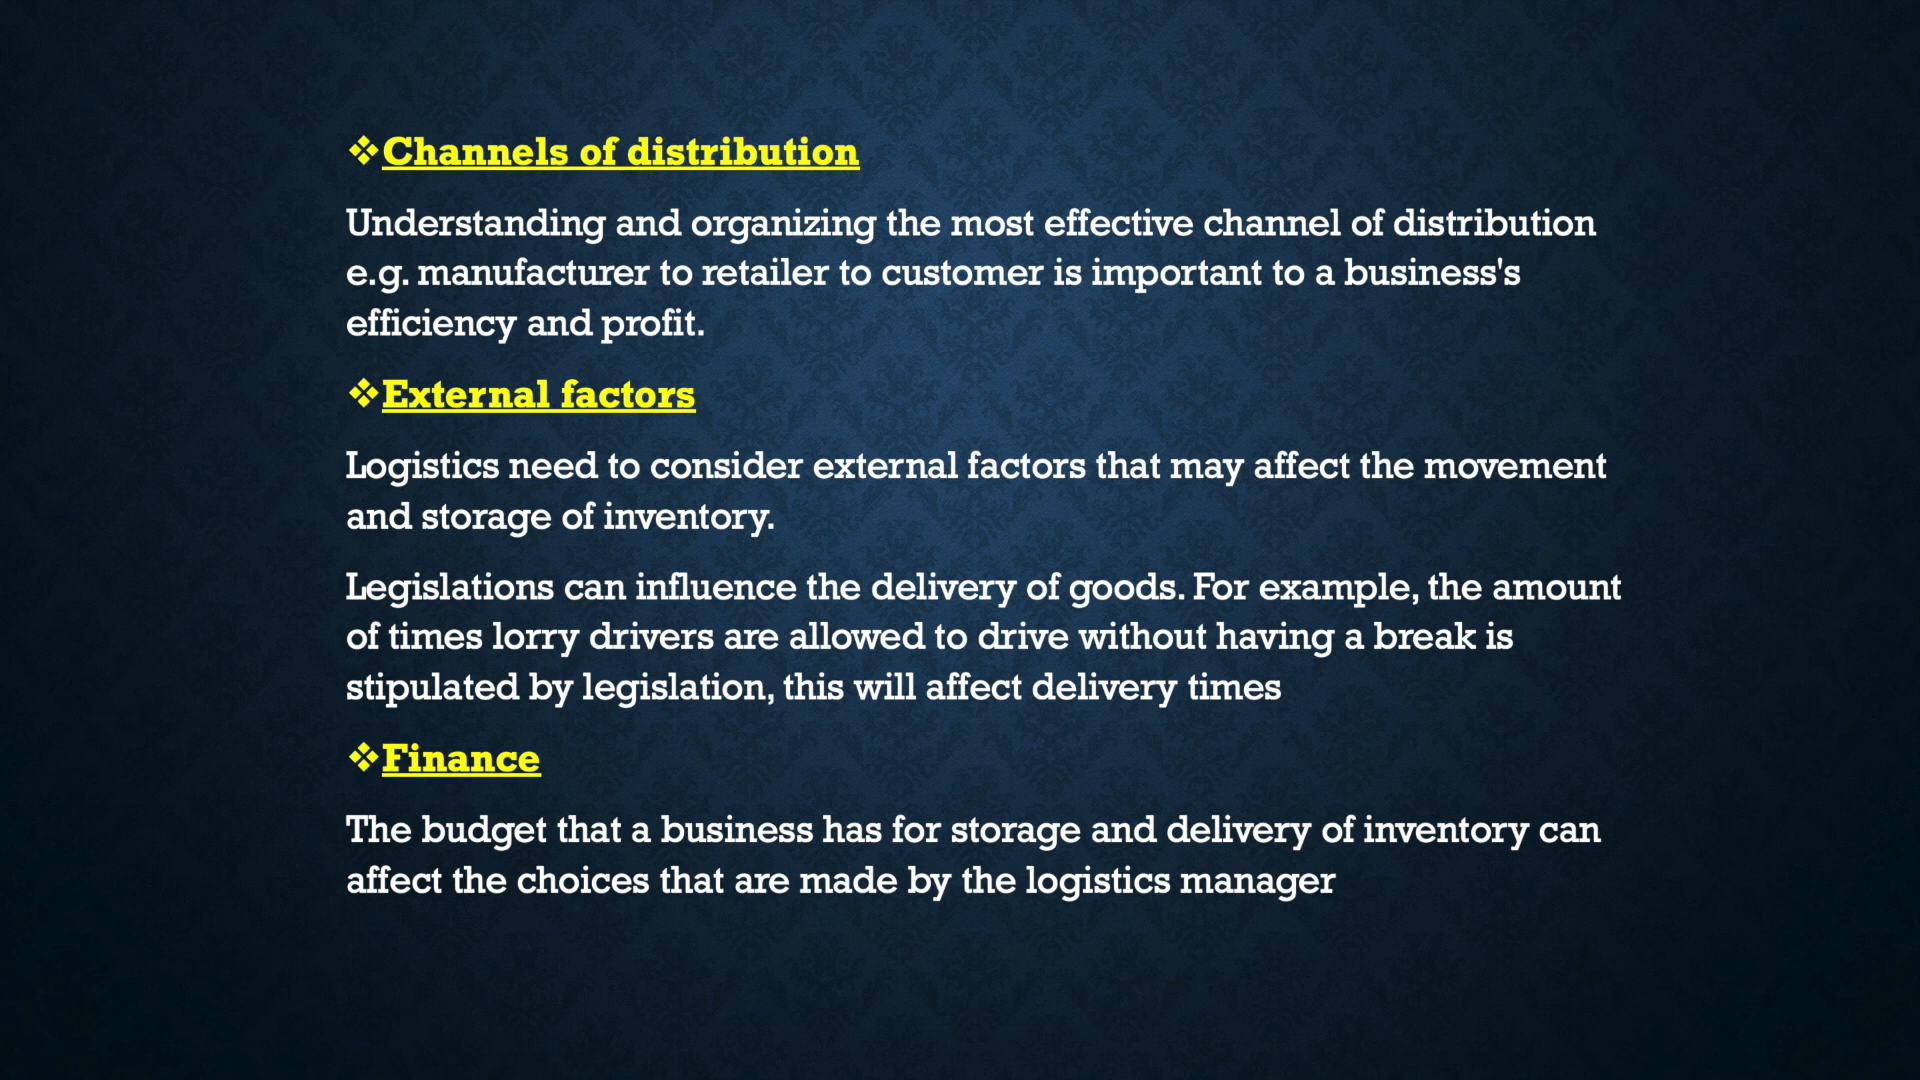 ❖Channels of distribution
Understanding and organizing the most effective channel of distribution
e.g. manufacturer to retailer to customer is important to a business's
efficiency and profit.
❖External factors
Logistics need to consider external factors that may affect the movement
and storage of inventory.
Legislations can influence the delivery of goods. For example, the amount
of times lorry drivers are allowed to drive without having a break is
stipulated by legislation, this will affect delivery times
❖Finance
The budget that a business has for storage and delivery of inventory can
affect the choices that are made by the logistics manager